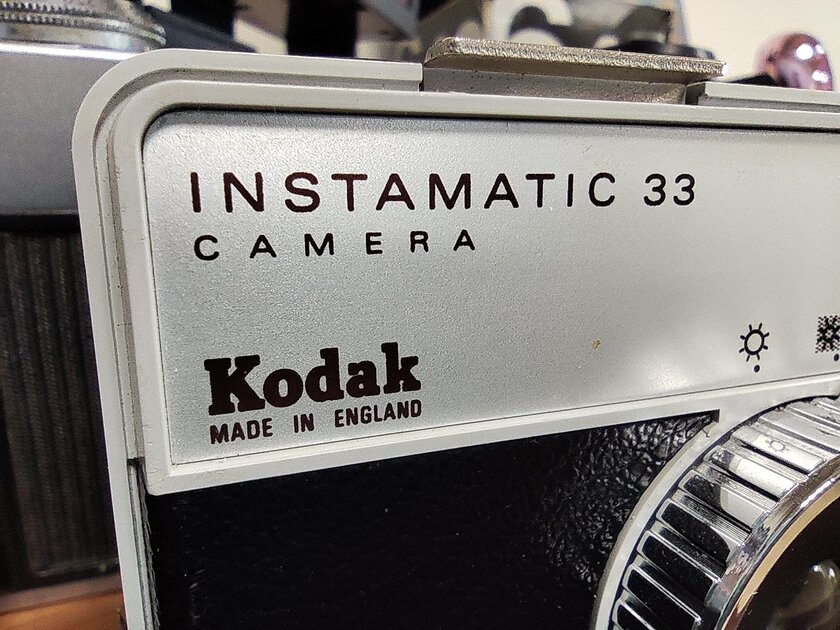 INSTAMATIC 33
CAMERA
Kodak
MADE IN ENGLAND